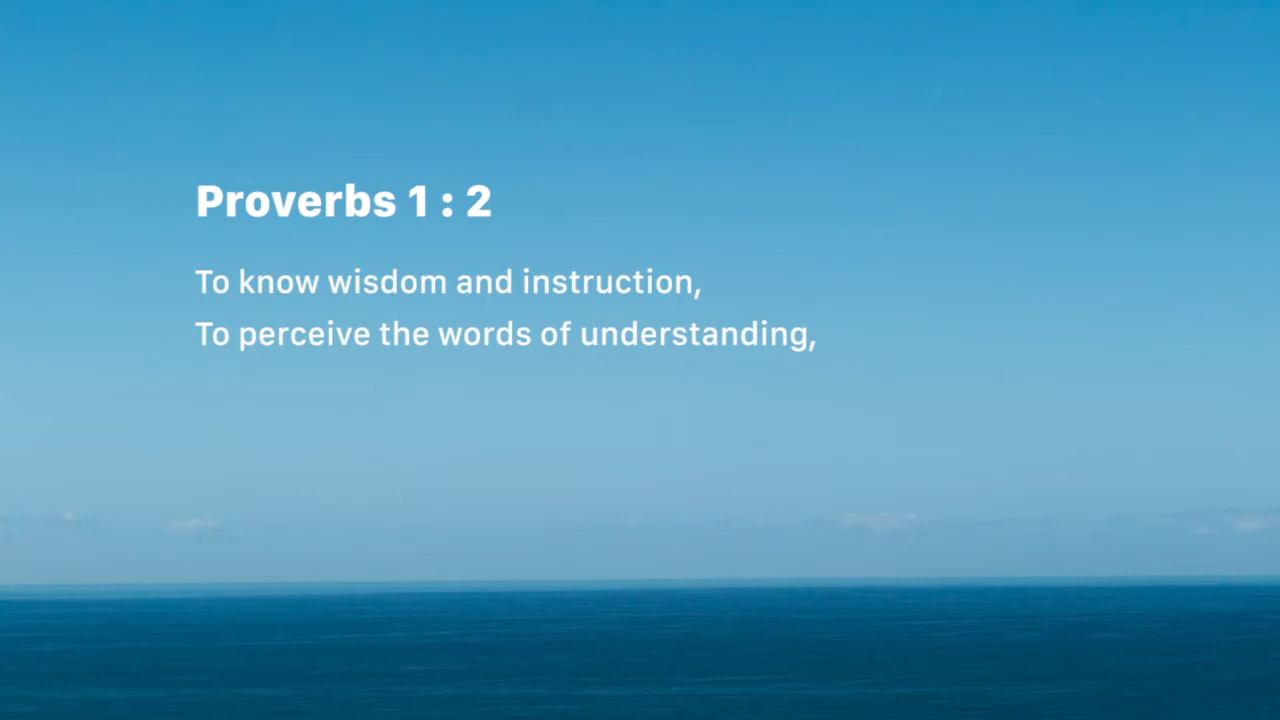 Proverbs 1 : 2
To know wisdom and instruction,
To perceive the words of understanding,